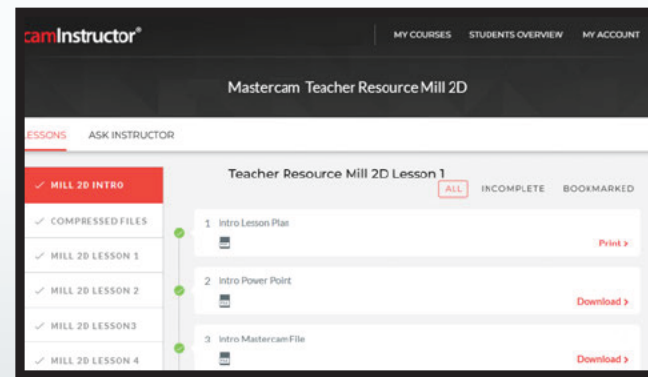 camInstructor®
MY COURSES STUDENTS OVERVIEW MY ACCOUNT
Mastercam Teacher Resource Mill 2D
LESSONS ASK INSTRUCTOR
MILL 2D INTRO
COMPRESSED FILES
MILL 2D LESSON 1
MILL 2D LESSON 2
MILL 2D LESSON3
MILL 2D LESSON 4
Teacher Resource Mill 2D Lesson 1
ALL INCOMPLETE BOOKMARKED
1 Intro Lesson Plan
Print >
2 Intro Power Point
Download >
3 Intro Mastercam File
Download >